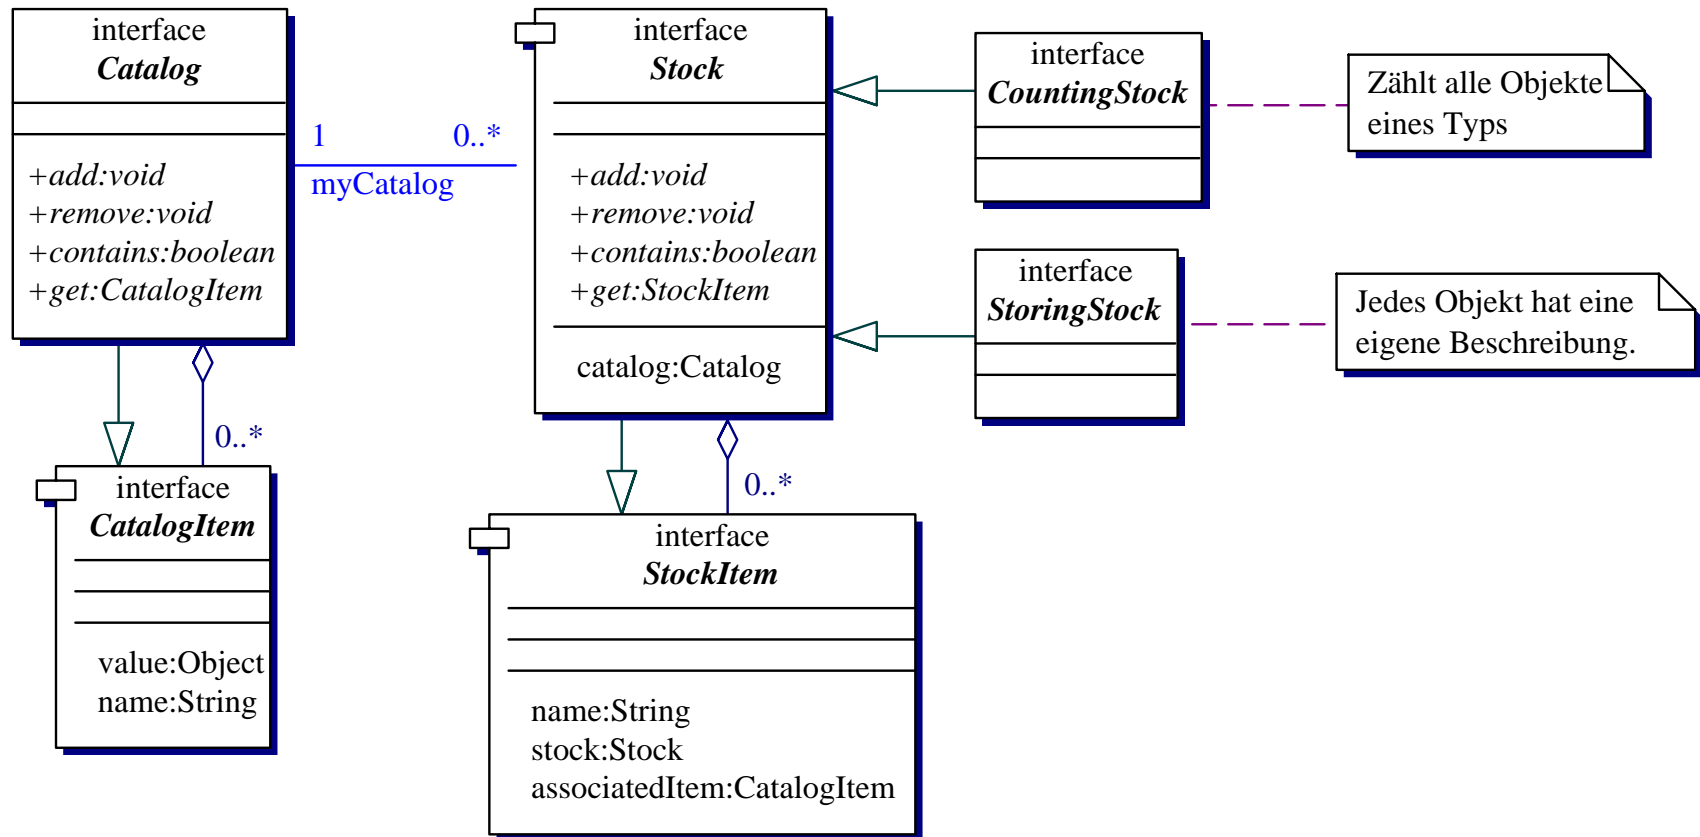 interface
Catalog
+add:void
+remove:void
+contains:boolean
+get:CatalogItem
1
0..*
myCatalog
interface
Stock
+add:void
+remove:void
+contains:boolean
+get:StockItem
catalog:Catalog
interface
CountingStock
Zählt alle Objekte
eines Typs
interface
StoringStock
Jedes Objekt hat eine
eigene Beschreibung.
0..*
interface
CatalogItem
value:Object
name:String
0..*
interface
StockItem
name:String
stock:Stock
associatedItem:CatalogItem